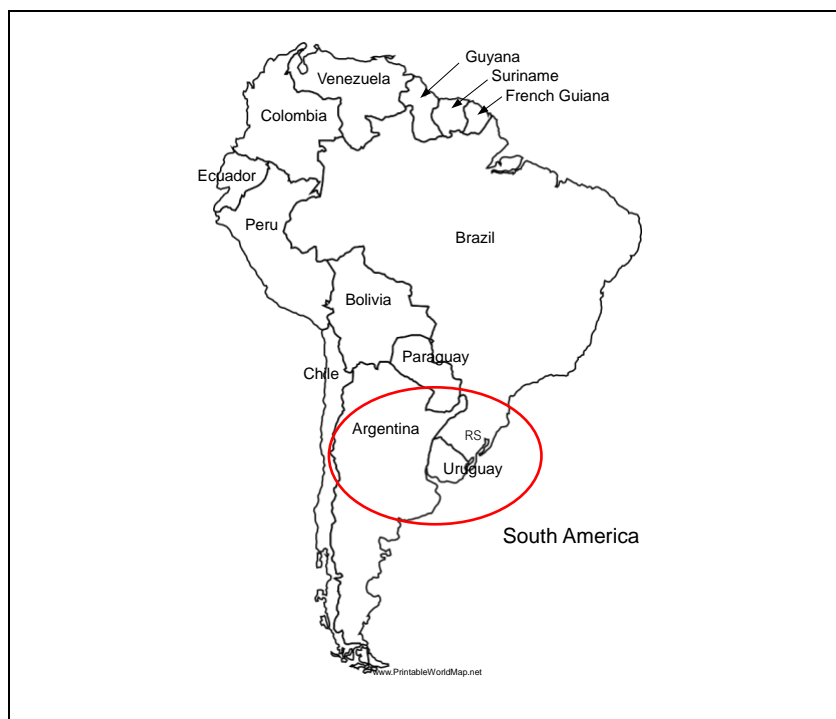 Guyana
Suriname
French Guiana
Venezuela
Colombia
Ecuador
Peru
Brazil
Bolivia
Paraguay
Chile
Argentina
RS
Uruguay
South America
www.PrintableWorldMap.net